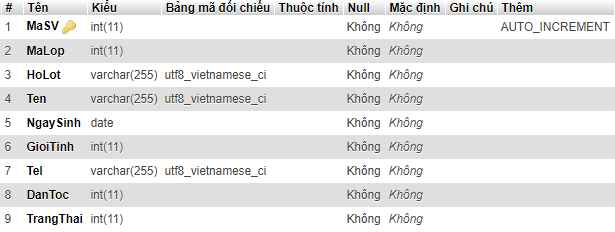 # Tên Kiểu Bảng mã đối chiếu Thuộc tính Null Mặc định Ghi chú Thêm
1 MaSV int(11) Không Không AUTO_INCREMENT
2 MaLop int(11) Không Không
3 HoLot varchar(255) utf8_vietnamese_ci Không Không
4 Ten varchar(255) utf8_vietnamese_ci Không Không
5 NgaySinh date Không Không
6 GioiTinh int(11) Không Không
7 Tel varchar(255) utf8_vietnamese_ci Không Không
8 DanToc int(11) Không Không
9 TrangThai int(11) Không Không